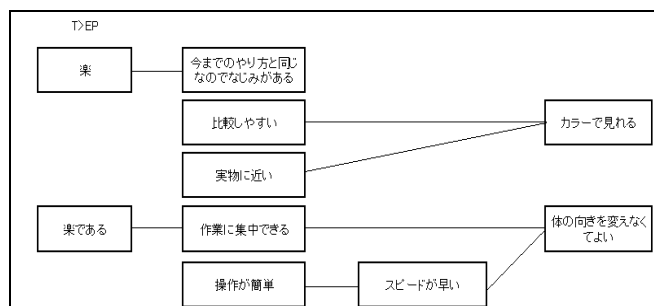 T>EP
楽
今までのやり方と同じ
なのでなじみがある
比較しやすい
カラーで見れる
実物に近い
楽である
作業に集中できる
体の向きを変えなく
てよい
操作が簡単
スピードが早い